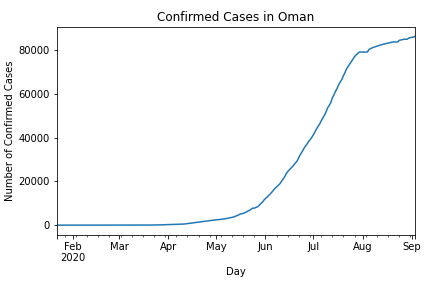 Confirmed Cases in Oman
Number of Confirmed Cases
80000
60000
40000
20000
0
Feb Mar Apr May Jun Jul Aug Sep
2020
Day